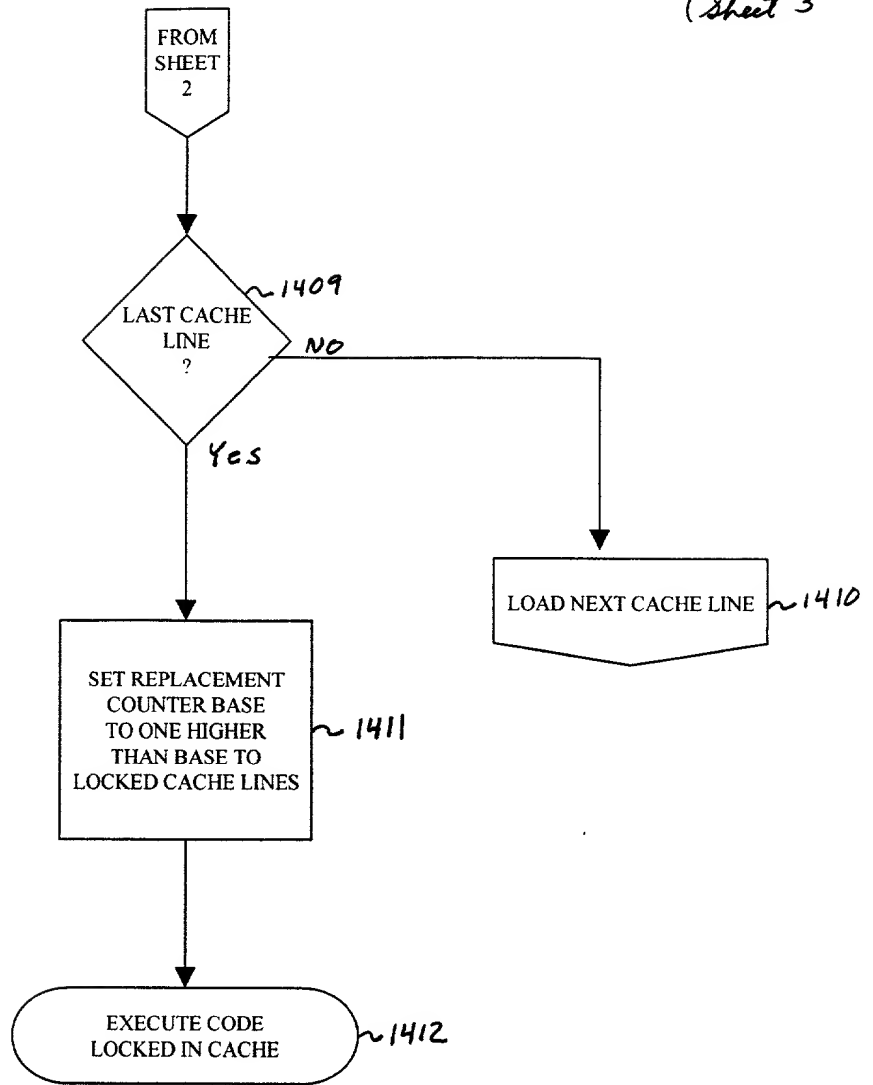 (Sheet 3
FROM
SHEET
2
1409
LAST CACHE
LINE
?
NO
Yes
LOAD NEXT CACHE LINE
1410
SET REPLACEMENT
COUNTER BASE
TO ONE HIGHER
THAN BASE TO
LOCKED CACHE LINES
1411
EXECUTE CODE
LOCKED IN CACHE
1412